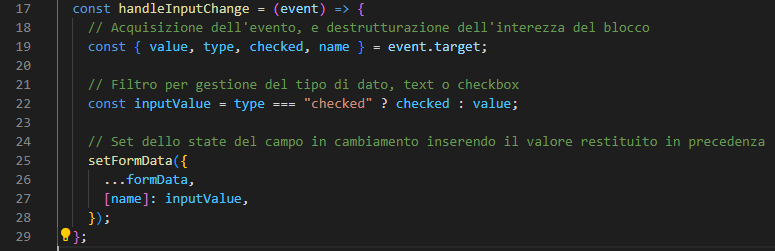 17 const handleInputChange = (event) => {
18 // Acquisizione dell'evento, e destrutturazione dell'interezza del blocco
19 const { value, type, checked, name } = event.target;
20
21 // Filtro per gestione del tipo di dato, text o checkbox
22 const inputValue = type === "checked" ? checked : value;
23
24 // Set dello state del campo in cambiamento inserendo il valore restituito in precedenza
25 setFormData({
26 ...formData,
27 [name]: inputValue,
28 });
29 };